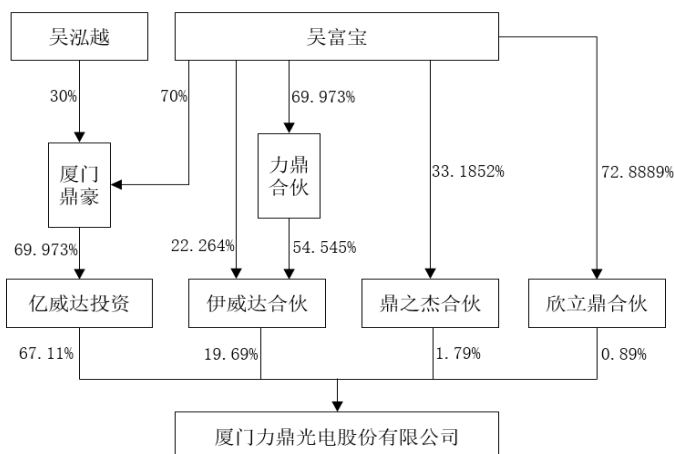 吴泓越
吴富宝
30%
70%
69.973%
厦门
鼎豪
力鼎
合伙
33.1852%
72.8889%
69.973%
22.264%
54.545%
亿威达投资
伊威达合伙
鼎之杰合伙
欣立鼎合伙
67.11%
19.69%
1.79%
0.89%
厦门力鼎光电股份有限公司